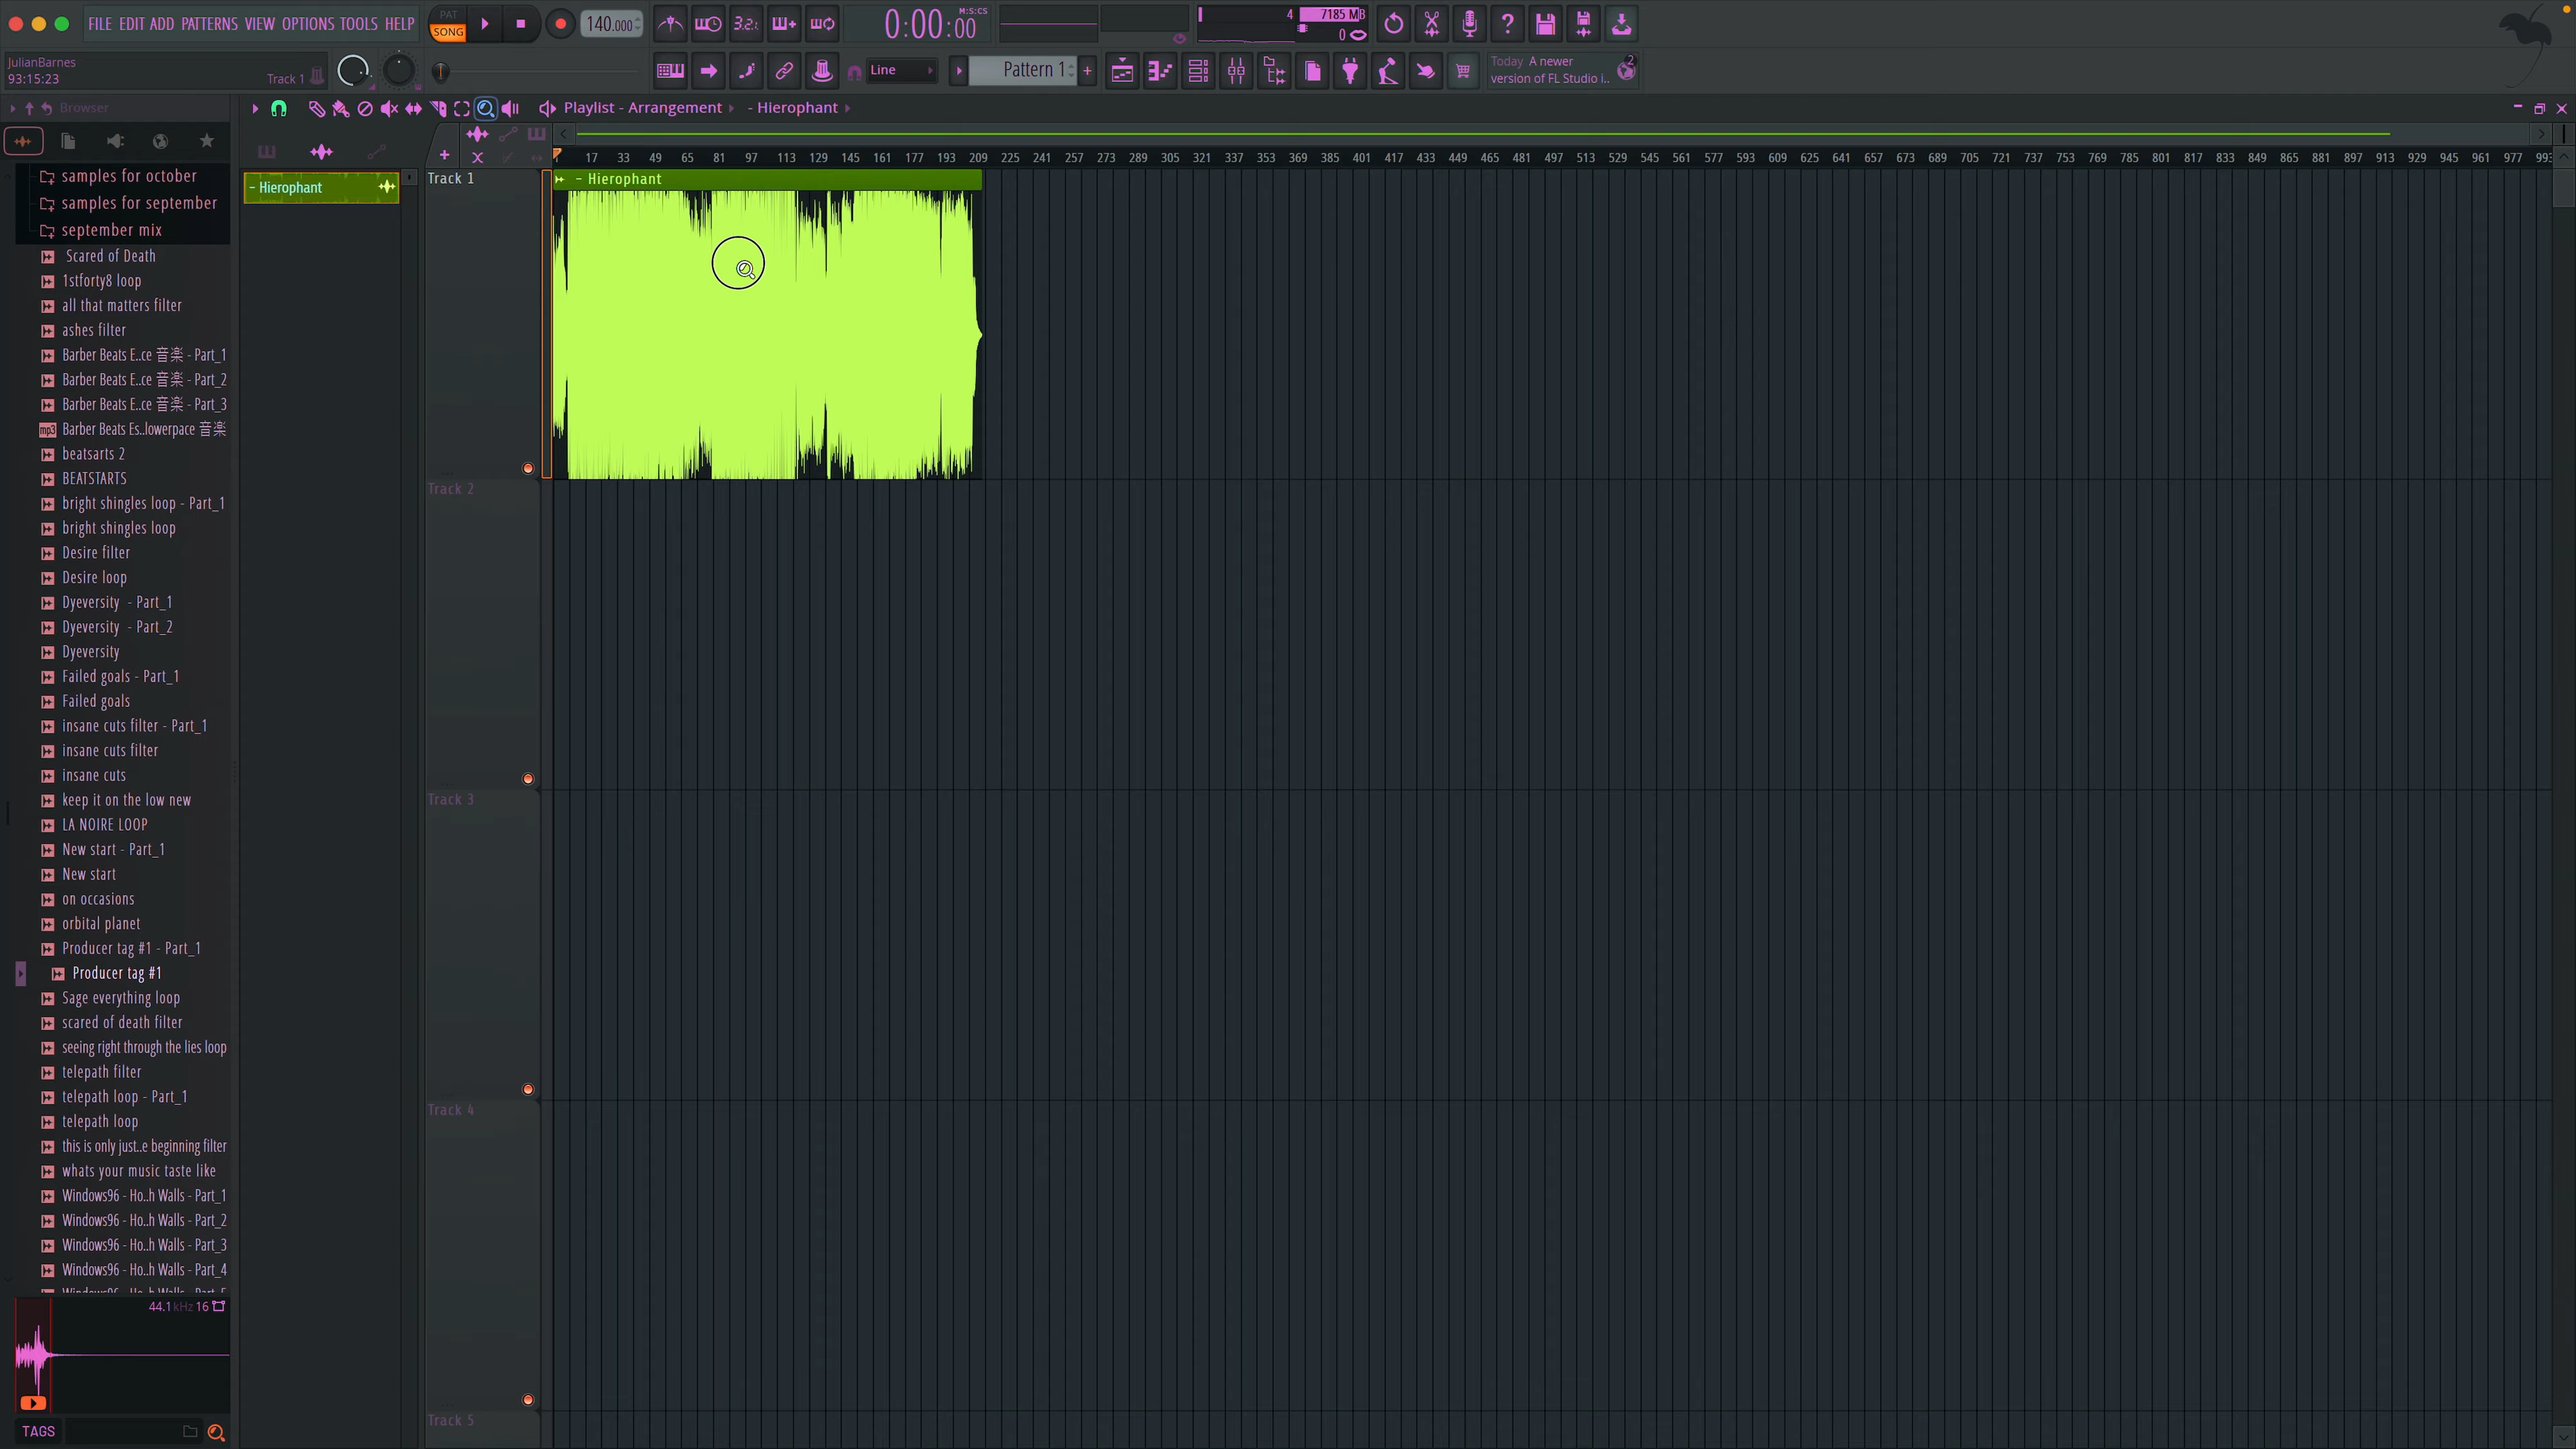 FILE EDIT ADD PATTERNS VIEW OPTIONS TOOLS HELP
PAT
SONG
140.000
3.2.
0:00:00
M:S:CS
4
7185 MB
0
JulianBarnes
93:15:23
Track 1
Line
Pattern 1
+
Today A newer
version of FL Studio i..
2
Browser
Playlist - Arrangement
- Hierophant
17 33 49 65 81 97 113 129 145 161 177 193 209 225 241 257 273 289 305 321 337 353 369 385 401 417 433 449 465 481 497 513 529 545 561 577 593 609 625 641 657 673 689 705 721 737 753 769 785 801 817 833 849 865 881 897 913 929 945 961 977 993
samples for october
samples for september
september mix
Scared of Death
1stforty8 loop
all that matters filter
ashes filter
Barber Beats E..ce 音楽 - Part_1
Barber Beats E..ce 音楽 - Part_2
Barber Beats E..ce 音楽 - Part_3
mp3 Barber Beats Es..lowerpace 音楽
beatsarts 2
BEATSTARTS
bright shingles loop - Part_1
bright shingles loop
Desire filter
Desire loop
Dyeversity - Part_1
Dyeversity - Part_2
Dyeversity
Failed goals - Part_1
Failed goals
insane cuts filter - Part_1
insane cuts filter
insane cuts
keep it on the low new
LA NOIRE LOOP
New start - Part_1
New start
on occasions
orbital planet
Producer tag #1 - Part_1
Producer tag #1
Sage everything loop
scared of death filter
seeing right through the lies loop
telepath filter
telepath loop - Part_1
telepath loop
this is only just..e beginning filter
whats your music taste like
Windows96 - Ho..h Walls - Part_1
Windows96 - Ho..h Walls - Part_2
Windows96 - Ho..h Walls - Part_3
Windows96 - Ho..h Walls - Part_4
44.1kHz 16
TAGS
- Hierophant
Track 1
- Hierophant
Track 2
Track 3
Track 4
Track 5